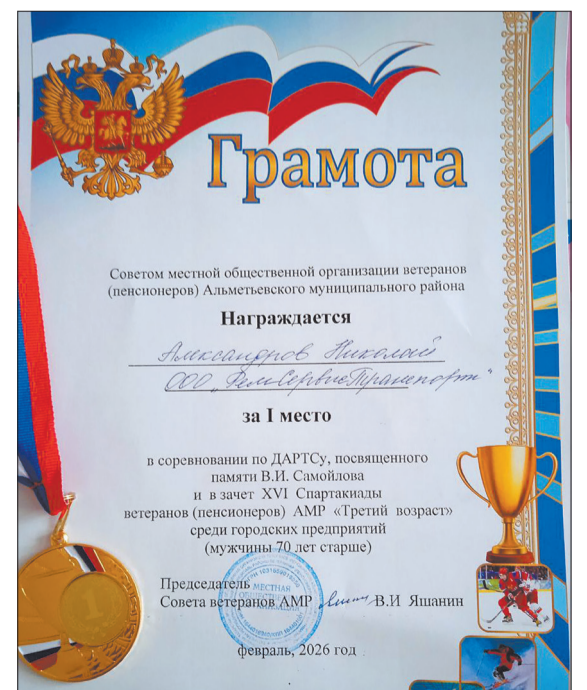 Грамота
Советом местной общественной организации ветеранов
(пенсионеров) Альметьевского муниципального района
Награждается
Александров Николай
ООО „РемСервисТранспорт"
за I место
в соревновании по ДАРТСу, посвященного
памяти В.И. Самойлова
и в зачет XVI Спартакиады
ветеранов (пенсионеров) АМР «Третий возраст»
среди городских предприятий
(мужчины 70 лет старше)
Председатель
Совета ветеранов АМР В.И Яшанин
МЕСТНАЯ
февраль, 2026 год
1